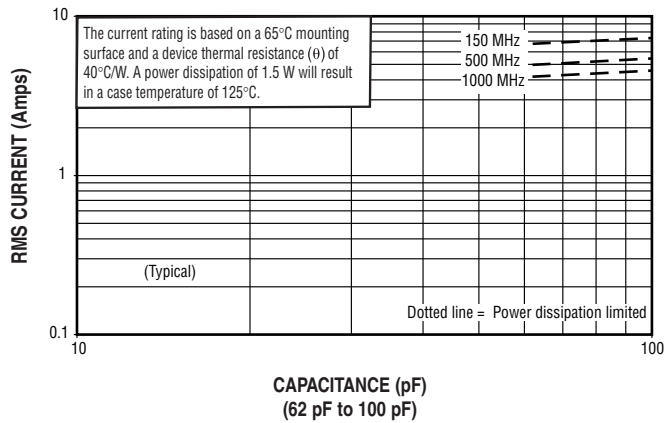 10
The current rating is based on a 65°C mounting
surface and a device thermal resistance (θ) of
40°C/W. A power dissipation of 1.5 W will result
in a case temperature of 125°C.
150 MHz
500 MHz
1000 MHz
RMS CURRENT (Amps)
1
(Typical)
Dotted line = Power dissipation limited
0.1
10
100
CAPACITANCE (pF)
(62 pF to 100 pF)